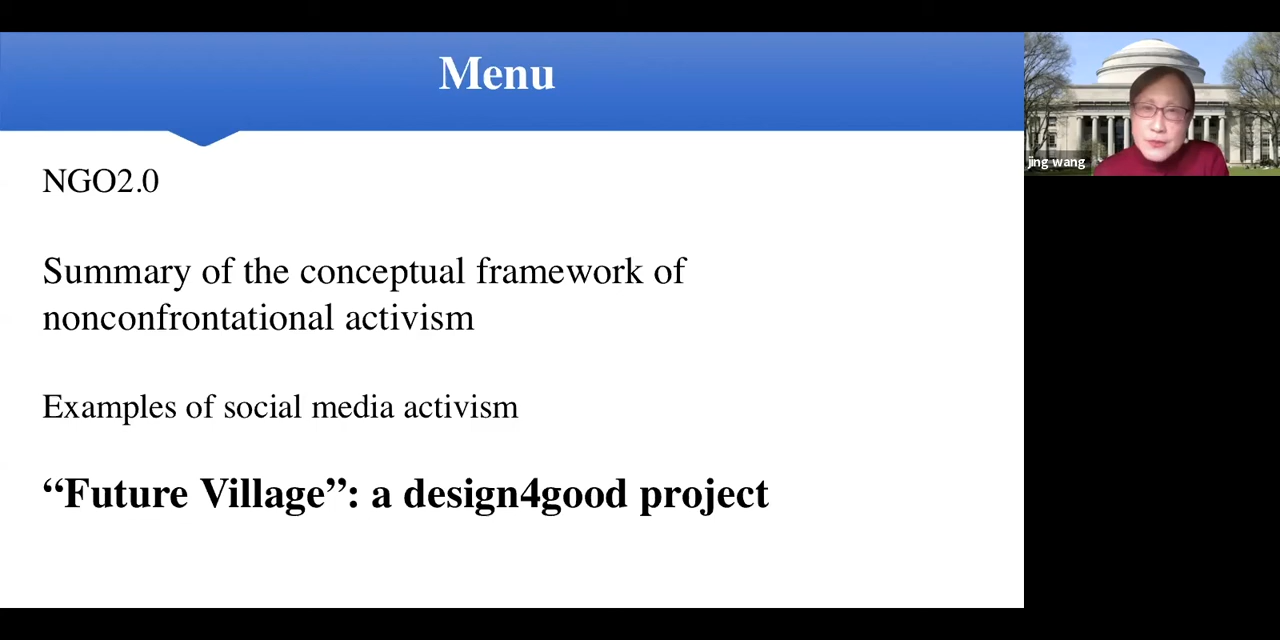 Menu
jing wang
NGO2.0
Summary of the conceptual framework of
nonconfrontational activism
Examples of social media activism
“Future Village”: a design4good project